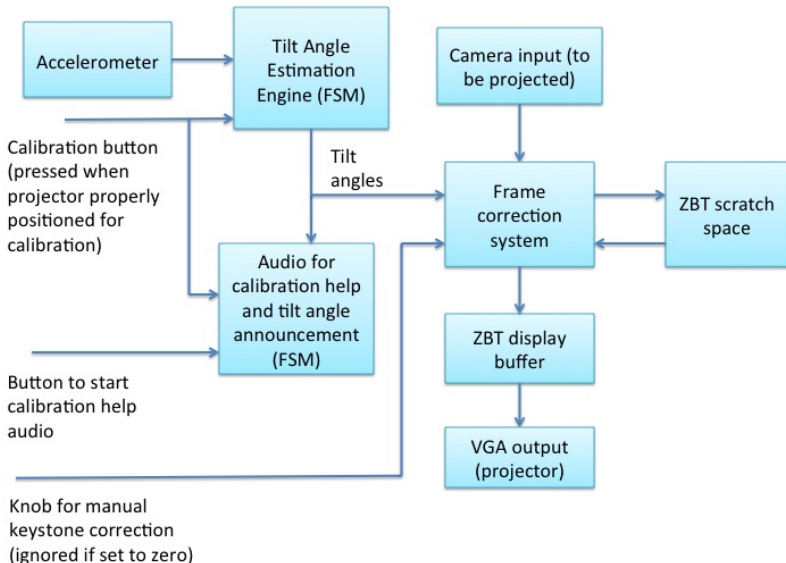 Accelerometer
Tilt Angle
Estimation
Engine (FSM)
Camera input (to
be projected)
Calibration button
(pressed when
projector properly
positioned for
calibration)
Tilt
angles
Frame
correction
system
ZBT scratch
space
Audio for
calibration help
and tilt angle
announcement
(FSM)
ZBT display
buffer
Button to start
calibration help
audio
VGA output
(projector)
Knob for manual
keystone correction
(ignored if set to zero)